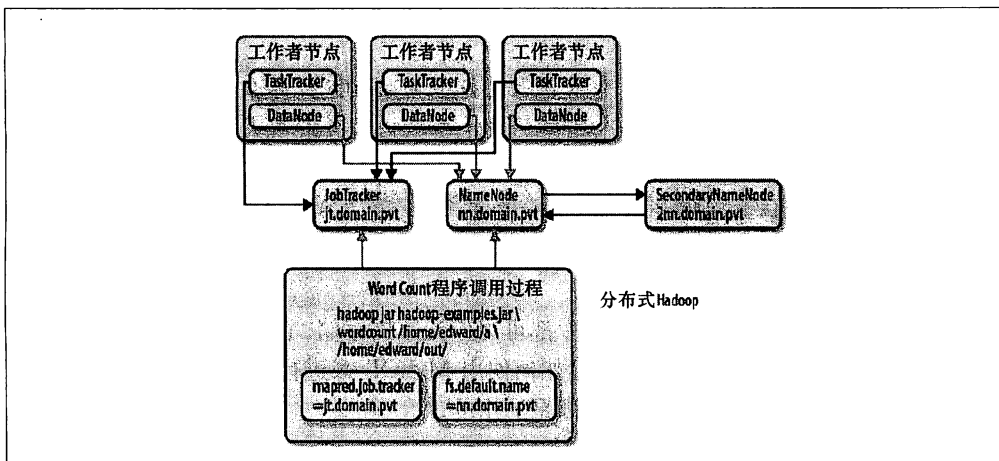 工作者节点
TaskTracker
DataNode
工作者节点
TaskTracker
DataNode
工作者节点
TaskTracker
DataNode
JobTracker
jt.domain.pvt
NameNode
nn.domain.pvt
SecondaryNameNode
2nn.domain.pvt
Word Count程序调用过程
hadoop jar hadoop-examples.jar \
wordcount /home/edward/a \
/home/edward/out/
mapred.job.tracker
=jt.domain.pvt
fs.default.name
=nn.domain.pvt
分布式Hadoop